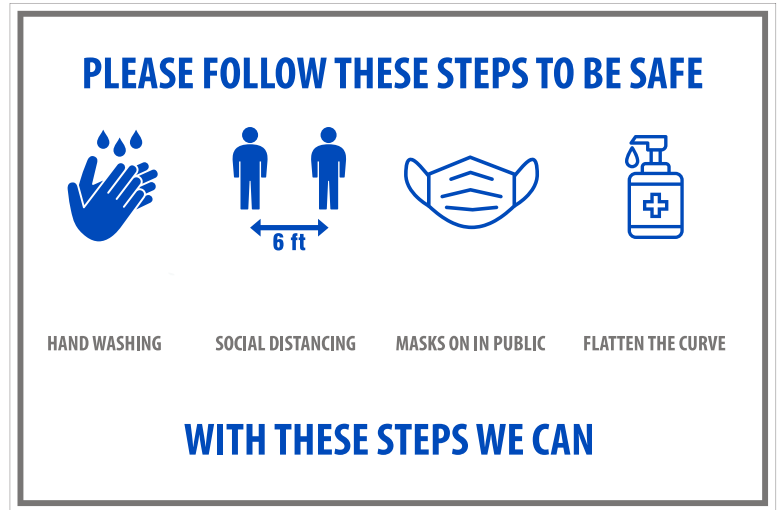 PLEASE FOLLOW THESE STEPS TO BE SAFE
6 ft
HAND WASHING
SOCIAL DISTANCING
MASKS ON IN PUBLIC
FLATTEN THE CURVE
WITH THESE STEPS WE CAN